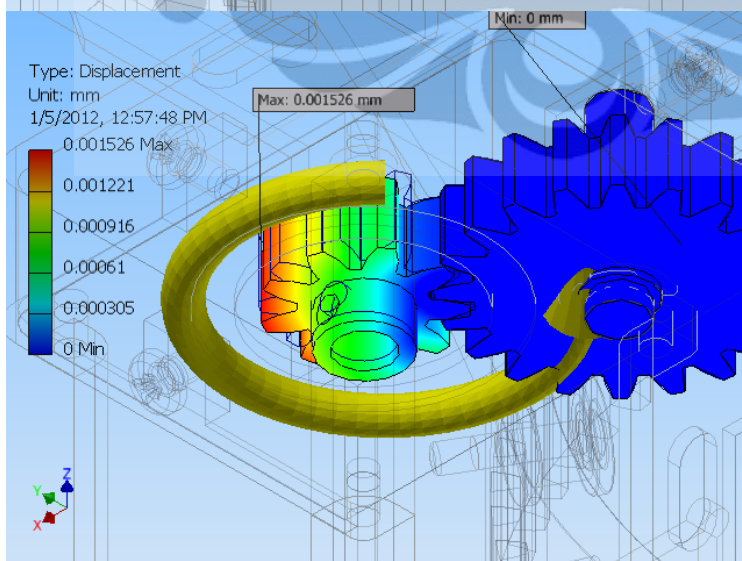 Min: 0 mm
Type: Displacement
Unit: mm
1/5/2012, 12:57:48 PM
Max: 0.001526 mm
0.001526 Max
0.001221
0.000916
0.00061
0.000305
0 Min
Z
Y
X